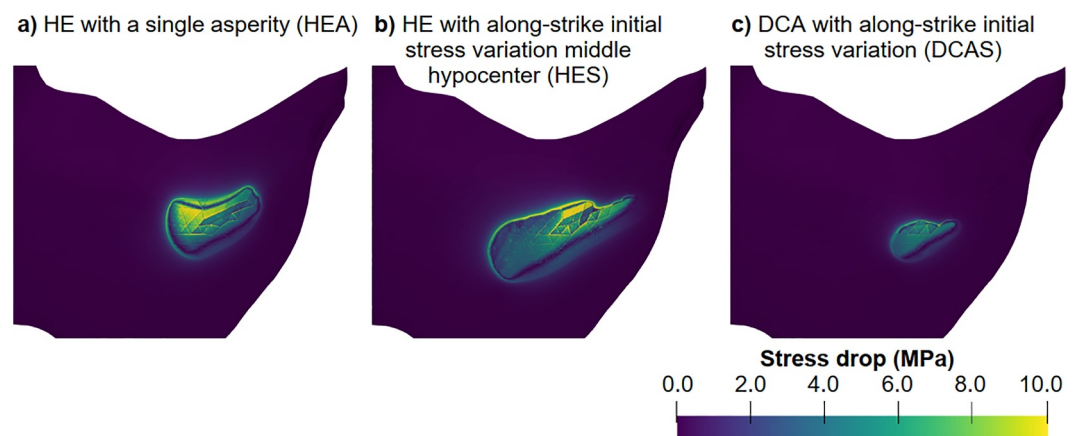 a) HE with a single asperity (HEA)
b) HE with along-strike initial
stress variation middle
hypocenter (HES)
c) DCA with along-strike initial
stress variation (DCAS)
Stress drop (MPa)
0.0 2.0 4.0 6.0 8.0 10.0